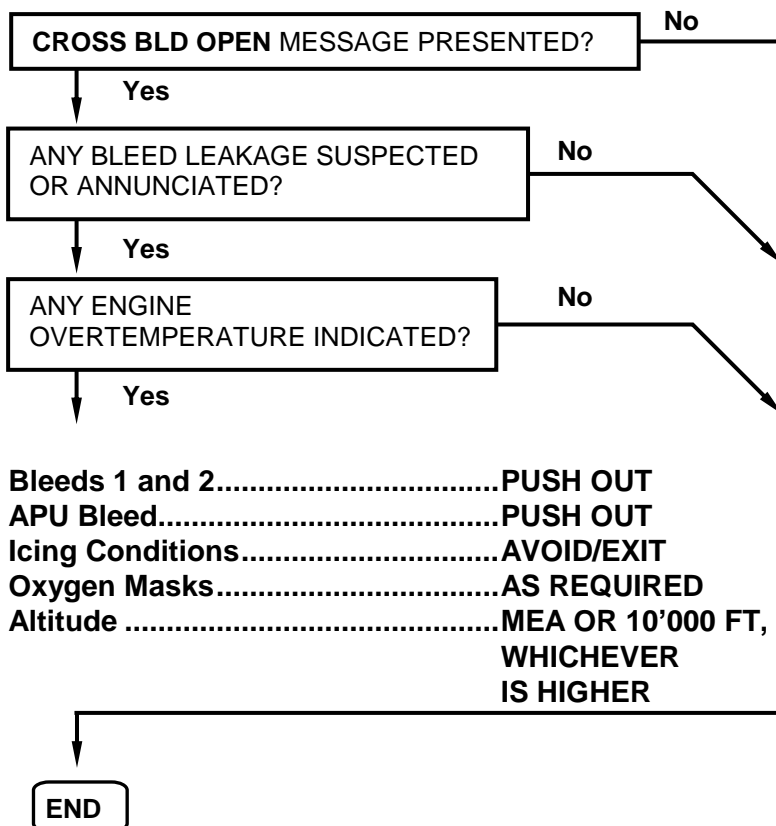 No
CROSS BLD OPEN MESSAGE PRESENTED?
Yes
ANY BLEED LEAKAGE SUSPECTED
OR ANNUNCIATED?
No
Yes
ANY ENGINE
OVERTEMPERATURE INDICATED?
No
Yes
Bleeds 1 and 2..................................PUSH OUT
APU Bleed.........................................PUSH OUT
Icing Conditions...............................AVOID/EXIT
Oxygen Masks..................................AS REQUIRED
Altitude .............................................MEA OR 10'000 FT,
WHICHEVER
IS HIGHER
END